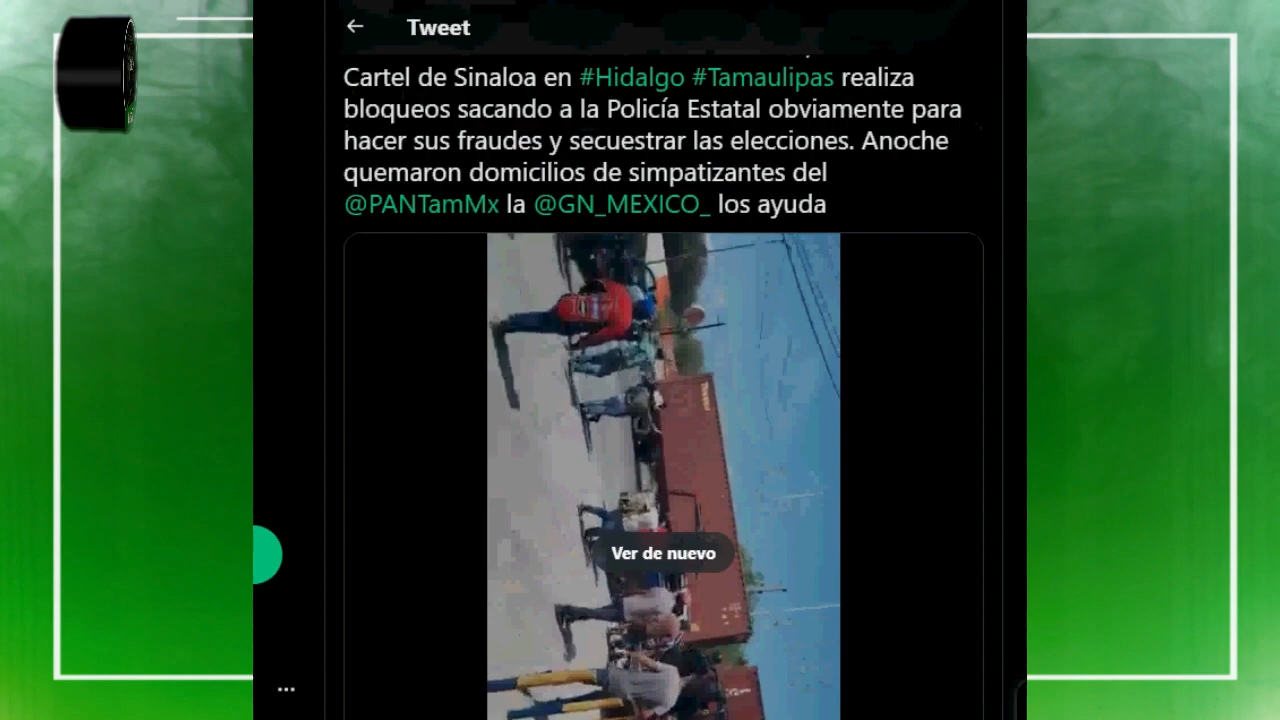 Tweet
Cartel de Sinaloa en #Hidalgo #Tamaulipas realiza
bloqueos sacando a la Policía Estatal obviamente para
hacer sus fraudes y secuestrar las elecciones. Anoche
quemaron domicilios de simpatizantes del
@PANTamMx la @GN_MEXICO_ los ayuda
Ver de nuevo